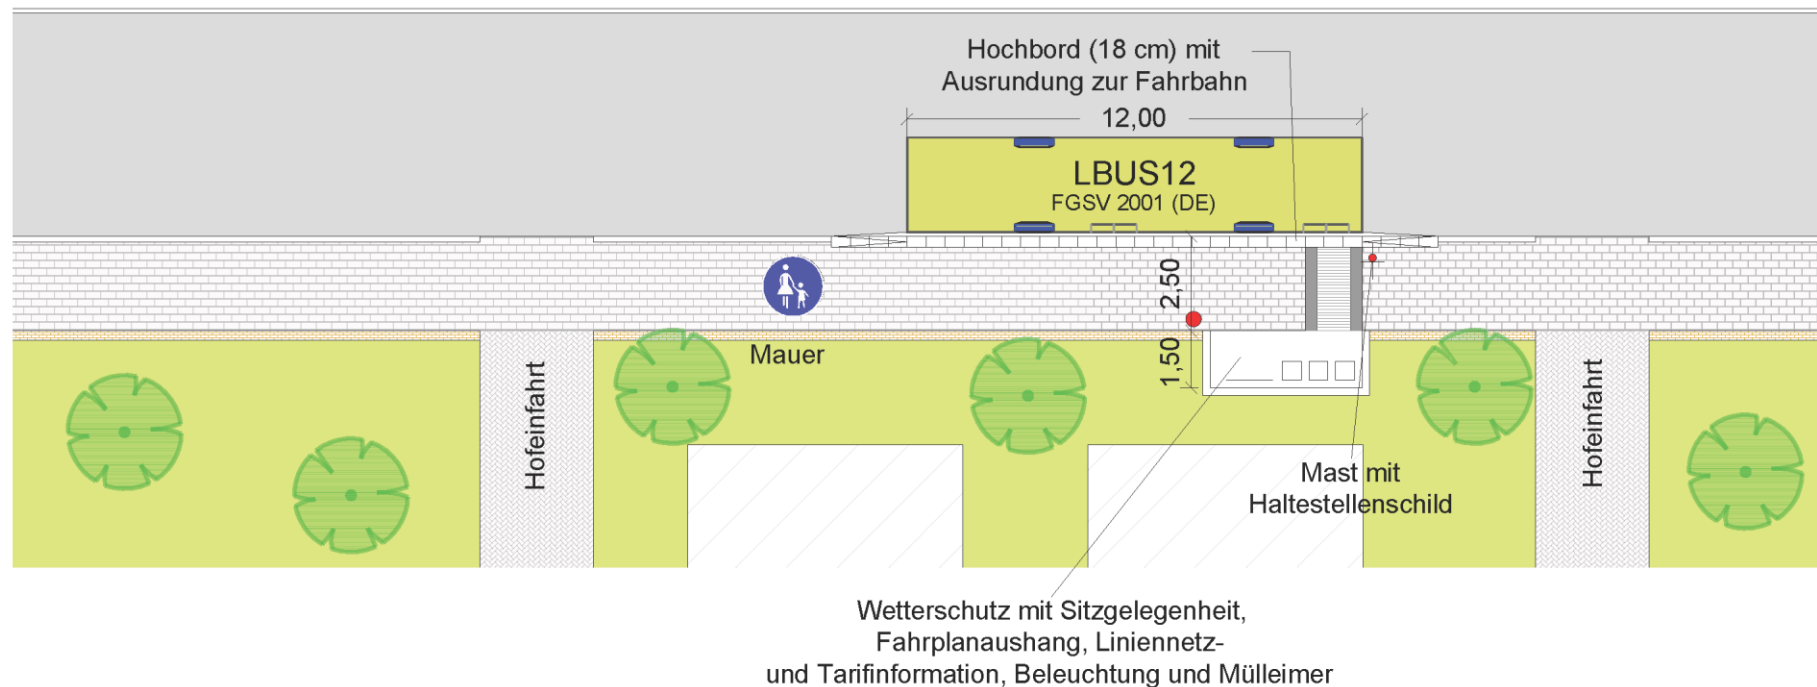 Hochbord (18 cm) mit
Ausrundung zur Fahrbahn
12,00
LBUS12
FGSV 2001 (DE)
2,50
1,50
Mauer
Hofeinfahrt
Hofeinfahrt
Mast mit
Haltestellenschild
Wetterschutz mit Sitzgelegenheit,
Fahrplanaushang, Liniennetz-
und Tarifinformation, Beleuchtung und Mülleimer